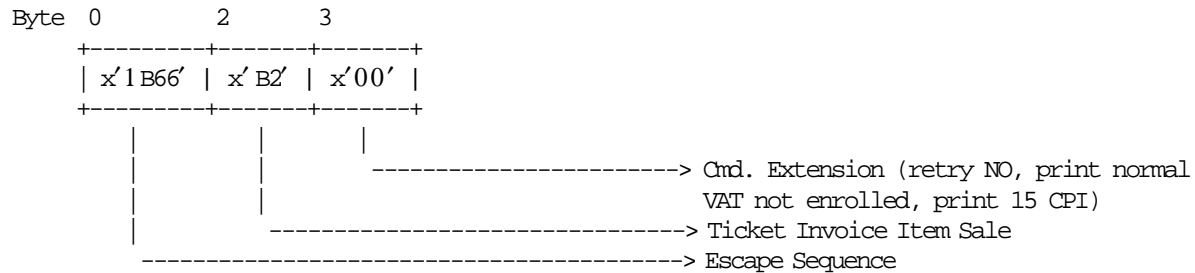 Byte 0 2 3
+---------+-------+-------+
| x′1B66′ | x′B2′ | x′00′ |
+---------+-------+-------+
| | |
| | ------------------------> Cmd. Extension (retry NO, print normal
| | VAT not enrolled, print 15 CPI)
| --------------------------------> Ticket Invoice Item Sale
------------------------------------------> Escape Sequence